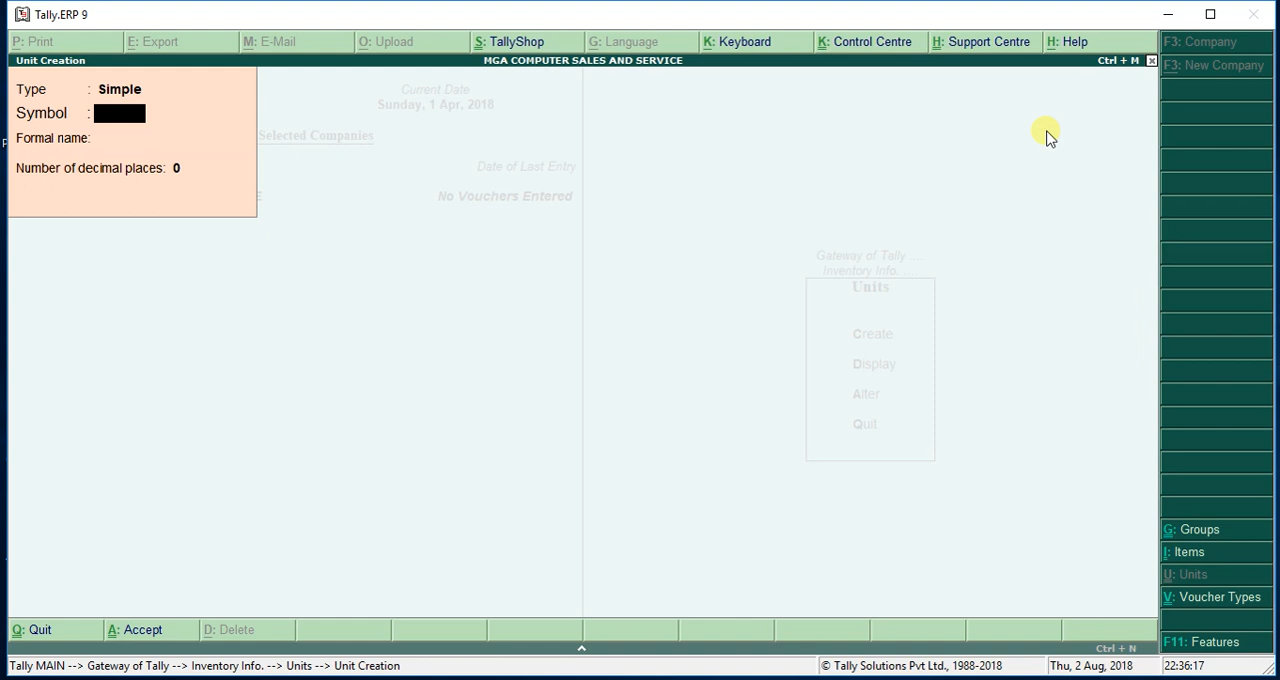 Tally.ERP 9
P: Print E: Export M: E-Mail O: Upload S: TallyShop G: Language K: Keyboard K: Control Centre H: Support Centre H: Help F3: Company
Unit Creation MGA COMPUTER SALES AND SERVICE Ctrl + M
F3: New Company
Type : Simple
Current Date
Sunday, 1 Apr, 2018
Symbol :
Formal name:
Selected Companies
Number of decimal places: 0
Date of Last Entry
E No Vouchers Entered
Gateway of Tally ....
Inventory Info. ....
Units
Create
Display
Alter
Quit
G: Groups
I: Items
U: Units
V: Voucher Types
Q: Quit A: Accept D: Delete
F11: Features
Ctrl + N
Tally MAIN --> Gateway of Tally --> Inventory Info. --> Units --> Unit Creation © Tally Solutions Pvt Ltd., 1988-2018 Thu, 2 Aug, 2018 22:36:17